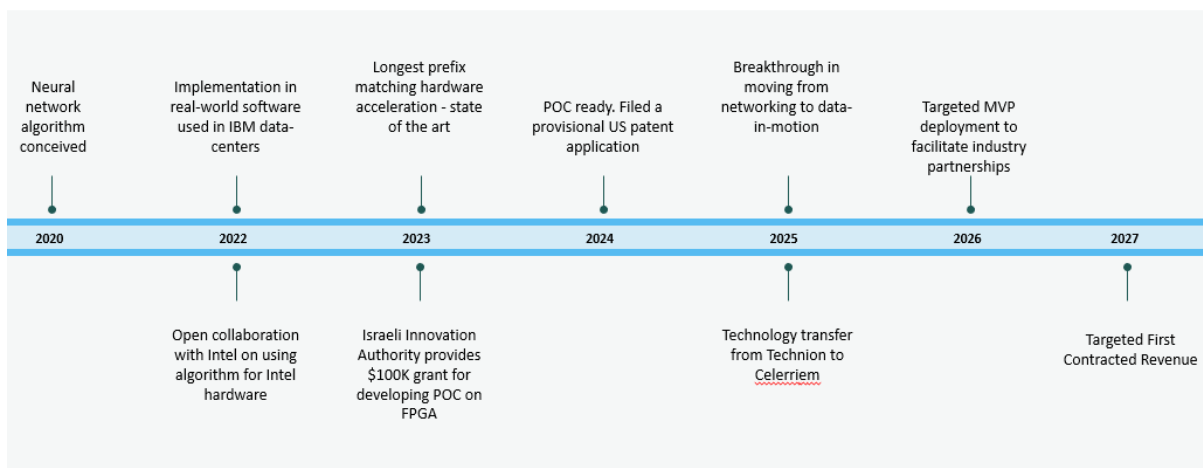 Neural
network
algorithm
conceived
Implementation in
real-world software
used in IBM data-
centers
Longest prefix
matching hardware
acceleration - state
of the art
POC ready. Filed a
provisional US patent
application
Breakthrough in
moving from
networking to data-
in-motion
Targeted MVP
deployment to
facilitate industry
partnerships
2020
2022
2023
2024
2025
2026
2027
Open collaboration
with Intel on using
algorithm for Intel
hardware
Israeli Innovation
Authority provides
$100K grant for
developing POC on
FPGA
Technology transfer
from Technion to
Celerriem
Targeted First
Contracted Revenue